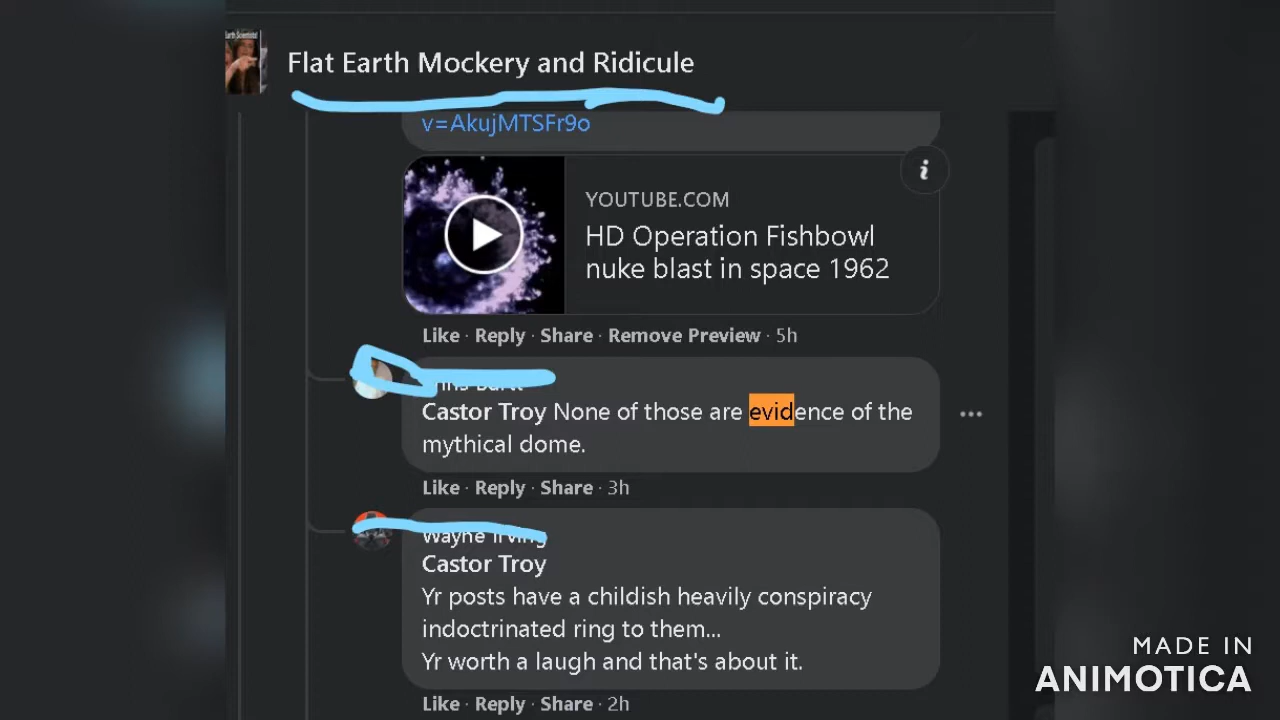 Flat Earth Mockery and Ridicule
v=AkujMTSFr9o
YOUTUBE.COM
HD Operation Fishbowl
nuke blast in space 1962
Like · Reply · Share · Remove Preview · 5h
Castor Troy None of those are evidence of the
mythical dome.
Like · Reply · Share · 3h
Wayne Irving
Castor Troy
Yr posts have a childish heavily conspiracy
indoctrinated ring to them...
Yr worth a laugh and that's about it.
Like · Reply · Share · 2h
MADE IN
ANIMOTICA